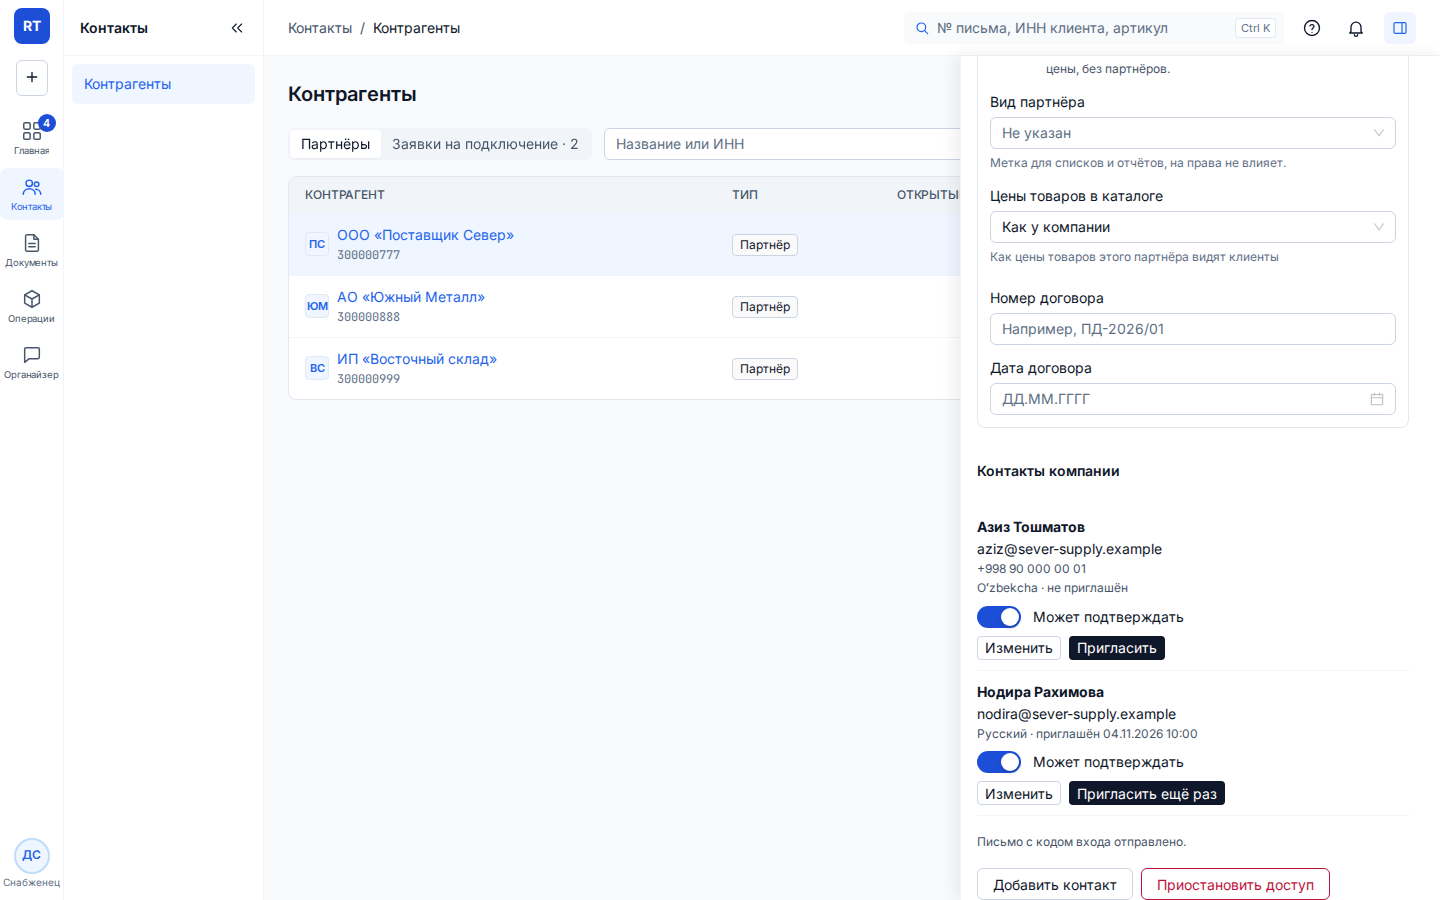 RT
Контакты
Контакты / Контрагенты
№ письма, ИНН клиента, артикул
Ctrl K
4
Главная
Контакты
Документы
Операции
Органайзер
ДС
Снабженец
Контрагенты
Контрагенты
Партнёры
Заявки на подключение · 2
Название или ИНН
КОНТРАГЕНТ
ТИП
ОТКРЫТЫ
ПС
ООО «Поставщик Север»
300000777
Партнёр
ЮМ
АО «Южный Металл»
300000888
Партнёр
ВС
ИП «Восточный склад»
300000999
Партнёр
цены, без партнёров.
Вид партнёра
Не указан
Метка для списков и отчётов, на права не влияет.
Цены товаров в каталоге
Как у компании
Как цены товаров этого партнёра видят клиенты
Номер договора
Например, ПД-2026/01
Дата договора
ДД.ММ.ГГГГ
Контакты компании
Азиз Тошматов
aziz@sever-supply.example
+998 90 000 00 01
Oʻzbekcha · не приглашён
Может подтверждать
Изменить
Пригласить
Нодира Рахимова
nodira@sever-supply.example
Русский · приглашён 04.11.2026 10:00
Может подтверждать
Изменить
Пригласить ещё раз
Письмо с кодом входа отправлено.
Добавить контакт
Приостановить доступ